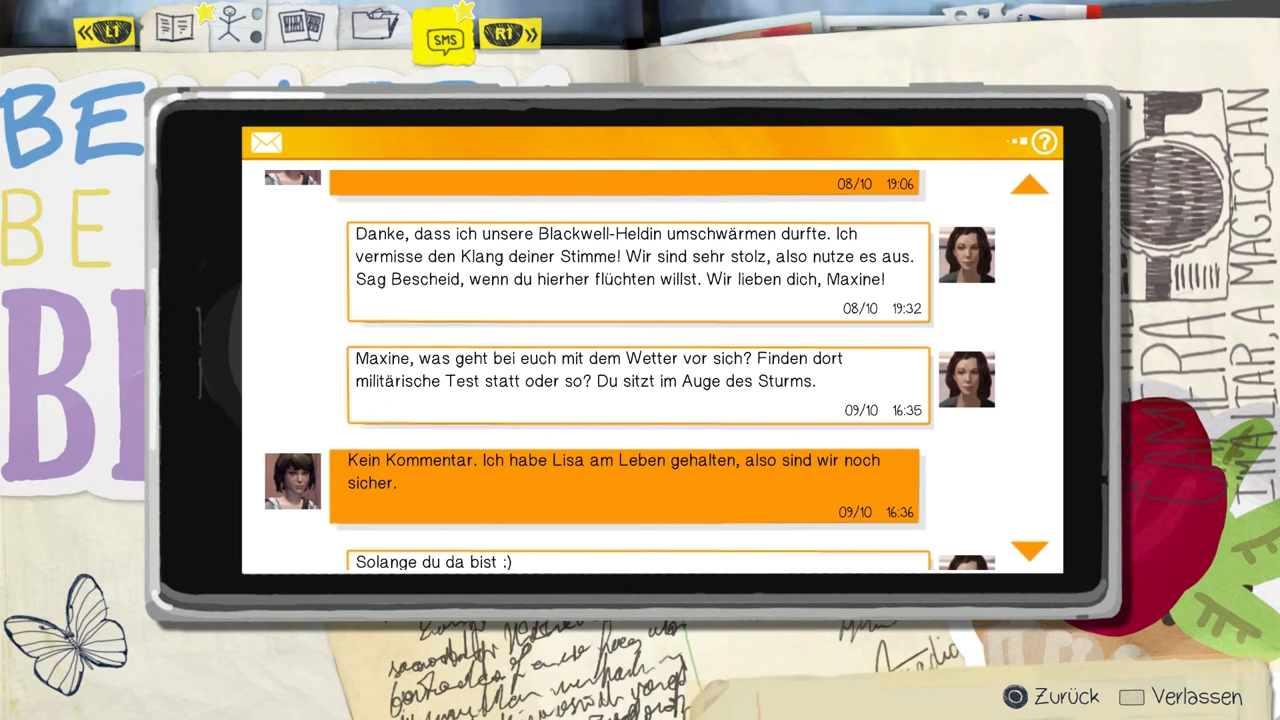 L1
SMS
R1
BE
BE
08/10 19:06
Danke, dass ich unsere Blackwell-Heldin umschwärmen durfte. Ich
vermisse den Klang deiner Stimme! Wir sind sehr stolz, also nutze es aus.
Sag Bescheid, wenn du hierher flüchten willst. Wir lieben dich, Maxine!
08/10 19:32
Maxine, was geht bei euch mit dem Wetter vor sich? Finden dort
militärische Test statt oder so? Du sitzt im Auge des Sturms.
09/10 16:35
Kein Kommentar. Ich habe Lisa am Leben gehalten, also sind wir noch
sicher.
09/10 16:36
Solange du da bist :)
Zurück Verlassen